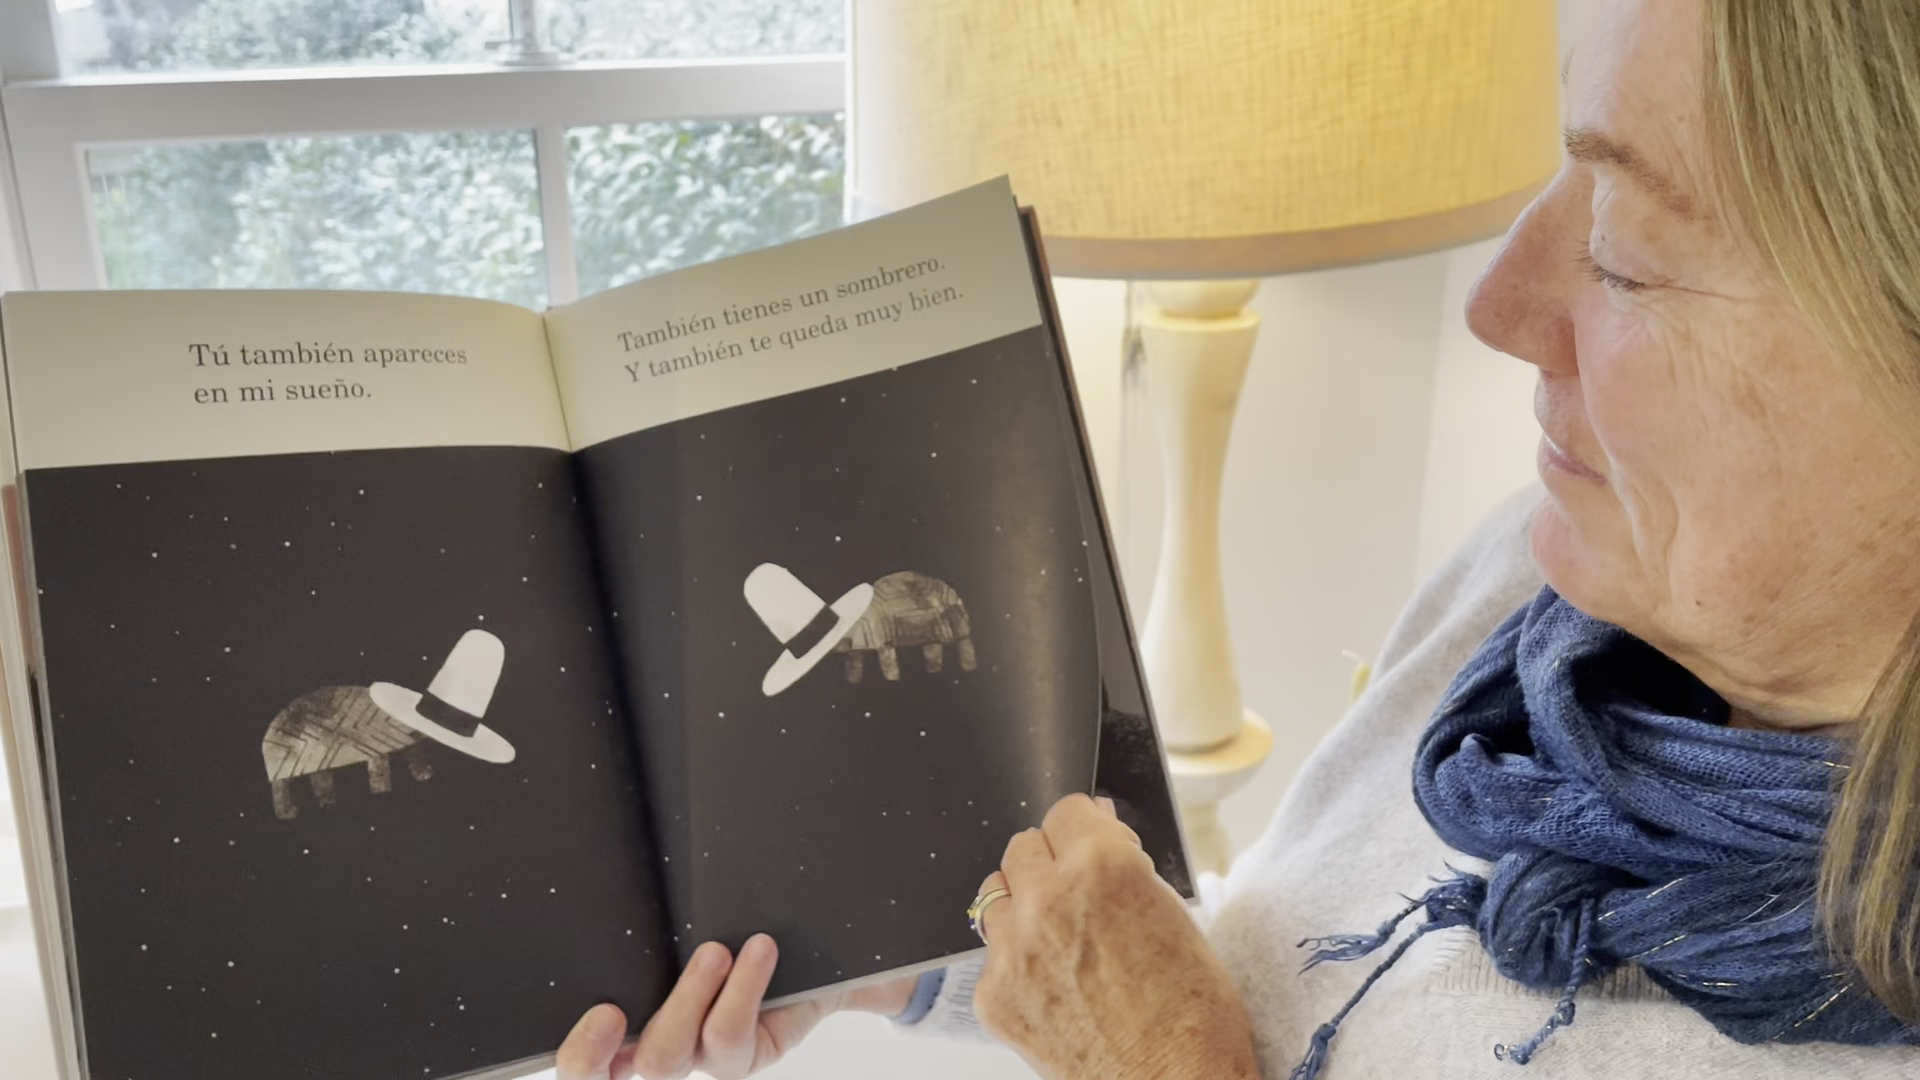 Tú también apareces
en mi sueño.
También tienes un sombrero.
Y también te queda muy bien.